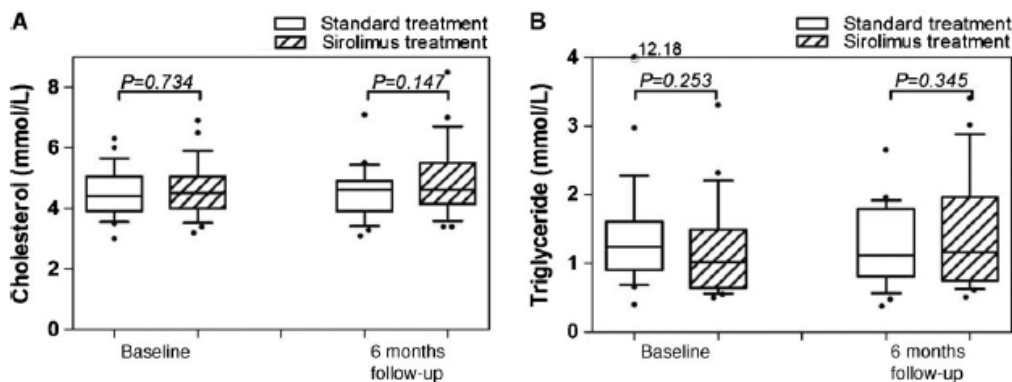 A
Standard treatment
Sirolimus treatment
P=0.734
P=0.147
Cholesterol (mmol/L)
8
6
4
2
0
Baseline
6 months
follow-up
B
Standard treatment
Sirolimus treatment
12.18
P=0.253
P=0.345
Triglyceride (mmol/L)
4
3
2
1
0
Baseline
6 months
follow-up